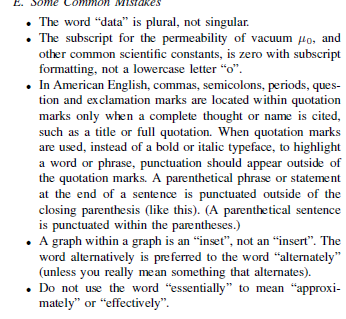 E. Some Common Mistakes
• The word “data” is plural, not singular.
• The subscript for the permeability of vacuum μ0, and
other common scientific constants, is zero with subscript
formatting, not a lowercase letter “o”.
• In American English, commas, semicolons, periods, ques-
tion and exclamation marks are located within quotation
marks only when a complete thought or name is cited,
such as a title or full quotation. When quotation marks
are used, instead of a bold or italic typeface, to highlight
a word or phrase, punctuation should appear outside of
the quotation marks. A parenthetical phrase or statement
at the end of a sentence is punctuated outside of the
closing parenthesis (like this). (A parenthetical sentence
is punctuated within the parentheses.)
• A graph within a graph is an “inset”, not an “insert”. The
word alternatively is preferred to the word “alternately”
(unless you really mean something that alternates).
• Do not use the word “essentially” to mean “approxi-
mately” or “effectively”.